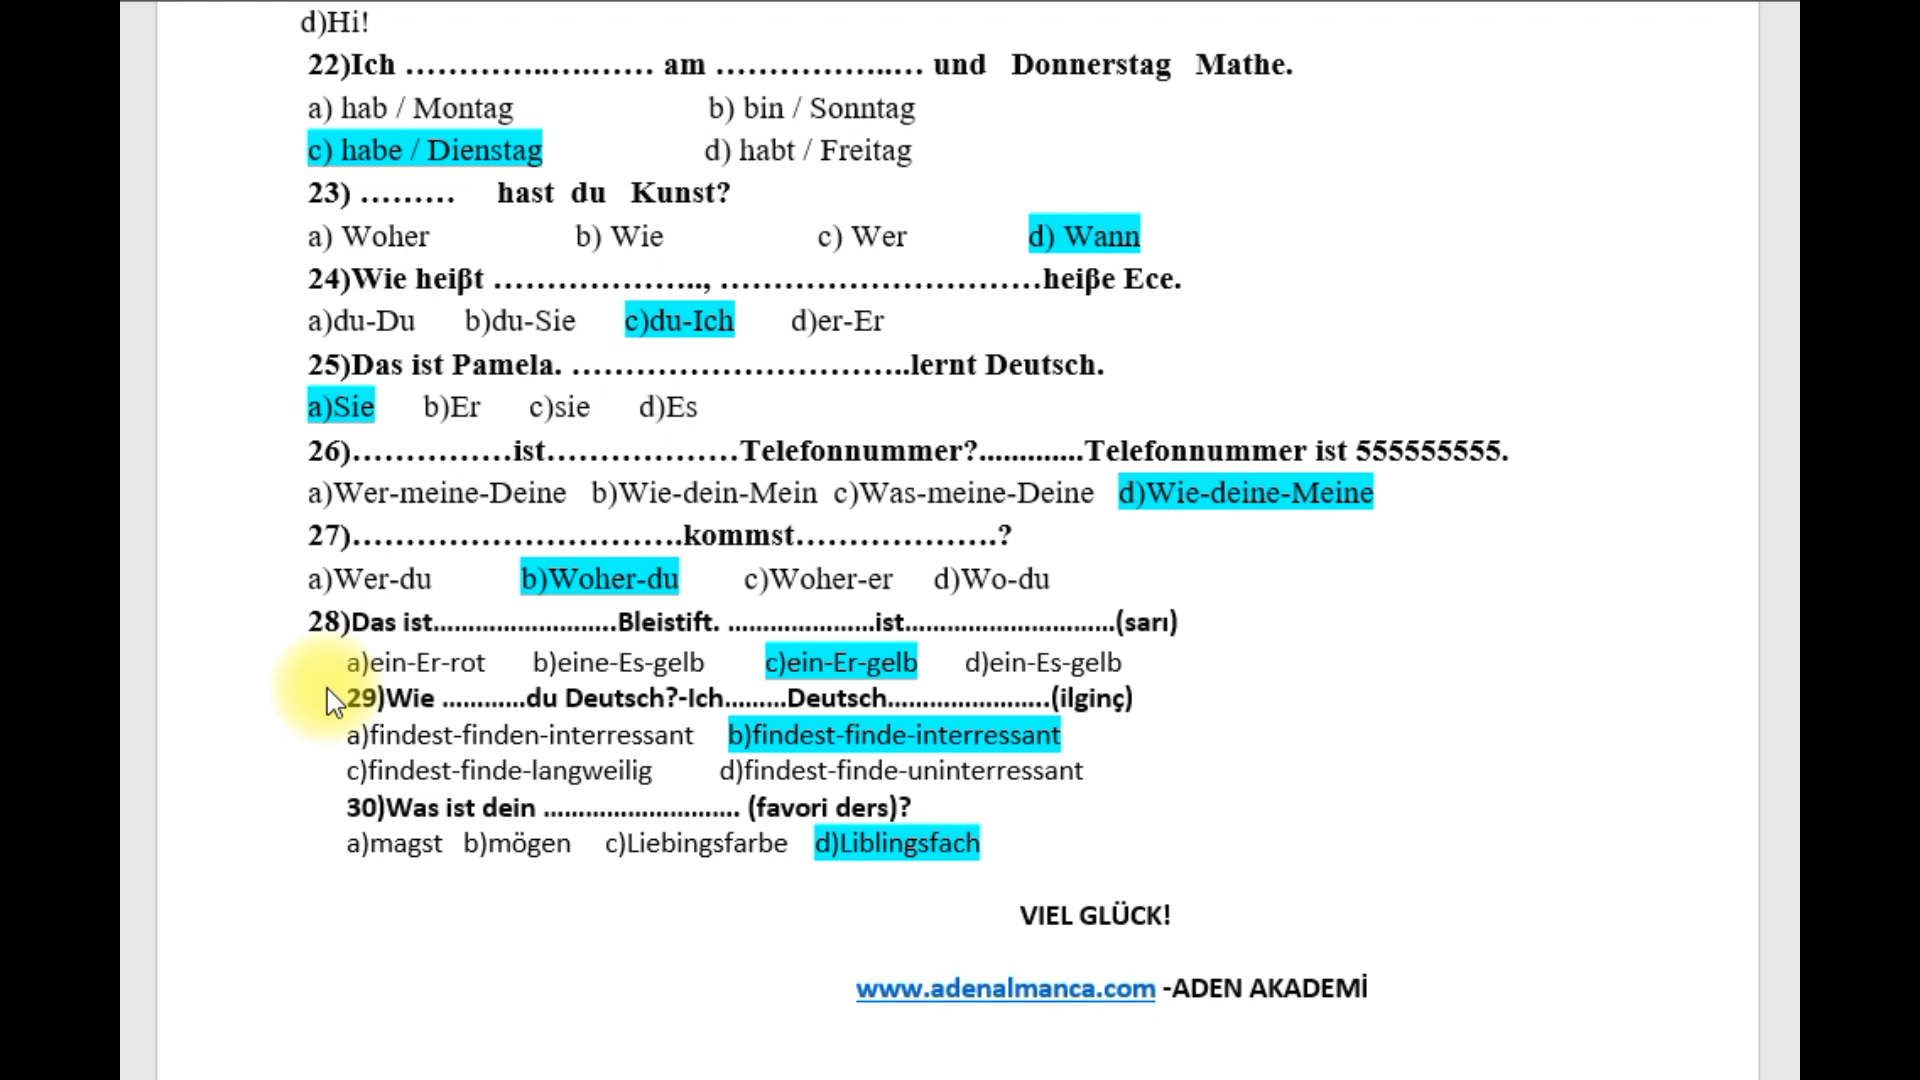 d)Hi!
22)Ich …………..….…… am ……………..… und Donnerstag Mathe.
a) hab / Montag b) bin / Sonntag
c) habe / Dienstag d) habt / Freitag
23) ……… hast du Kunst?
a) Woher b) Wie c) Wer d) Wann
24)Wie heiβt ………………….., …………………………heiβe Ece.
a)du-Du b)du-Sie c)du-Ich d)er-Er
25)Das ist Pamela. …………………………..lernt Deutsch.
a)Sie b)Er c)sie d)Es
26)……………ist………………Telefonnummer?............Telefonnummer ist 555555555.
a)Wer-meine-Deine b)Wie-dein-Mein c)Was-meine-Deine d)Wie-deine-Meine
27)………………………….kommst……………….?
a)Wer-du b)Woher-du c)Woher-er d)Wo-du
28)Das ist..........................Bleistift. .....................ist..............................(sarı)
a)ein-Er-rot b)eine-Es-gelb c)ein-Er-gelb d)ein-Es-gelb
29)Wie ............du Deutsch?-Ich.........Deutsch.......................(ilginç)
a)findest-finden-interressant b)findest-finde-interressant
c)findest-finde-langweilig d)findest-finde-uninterressant
30)Was ist dein ............................ (favori ders)?
a)magst b)mögen c)Liebingsfarbe d)Liblingsfach
VIEL GLÜCK!
www.adenalmanca.com -ADEN AKADEMİ